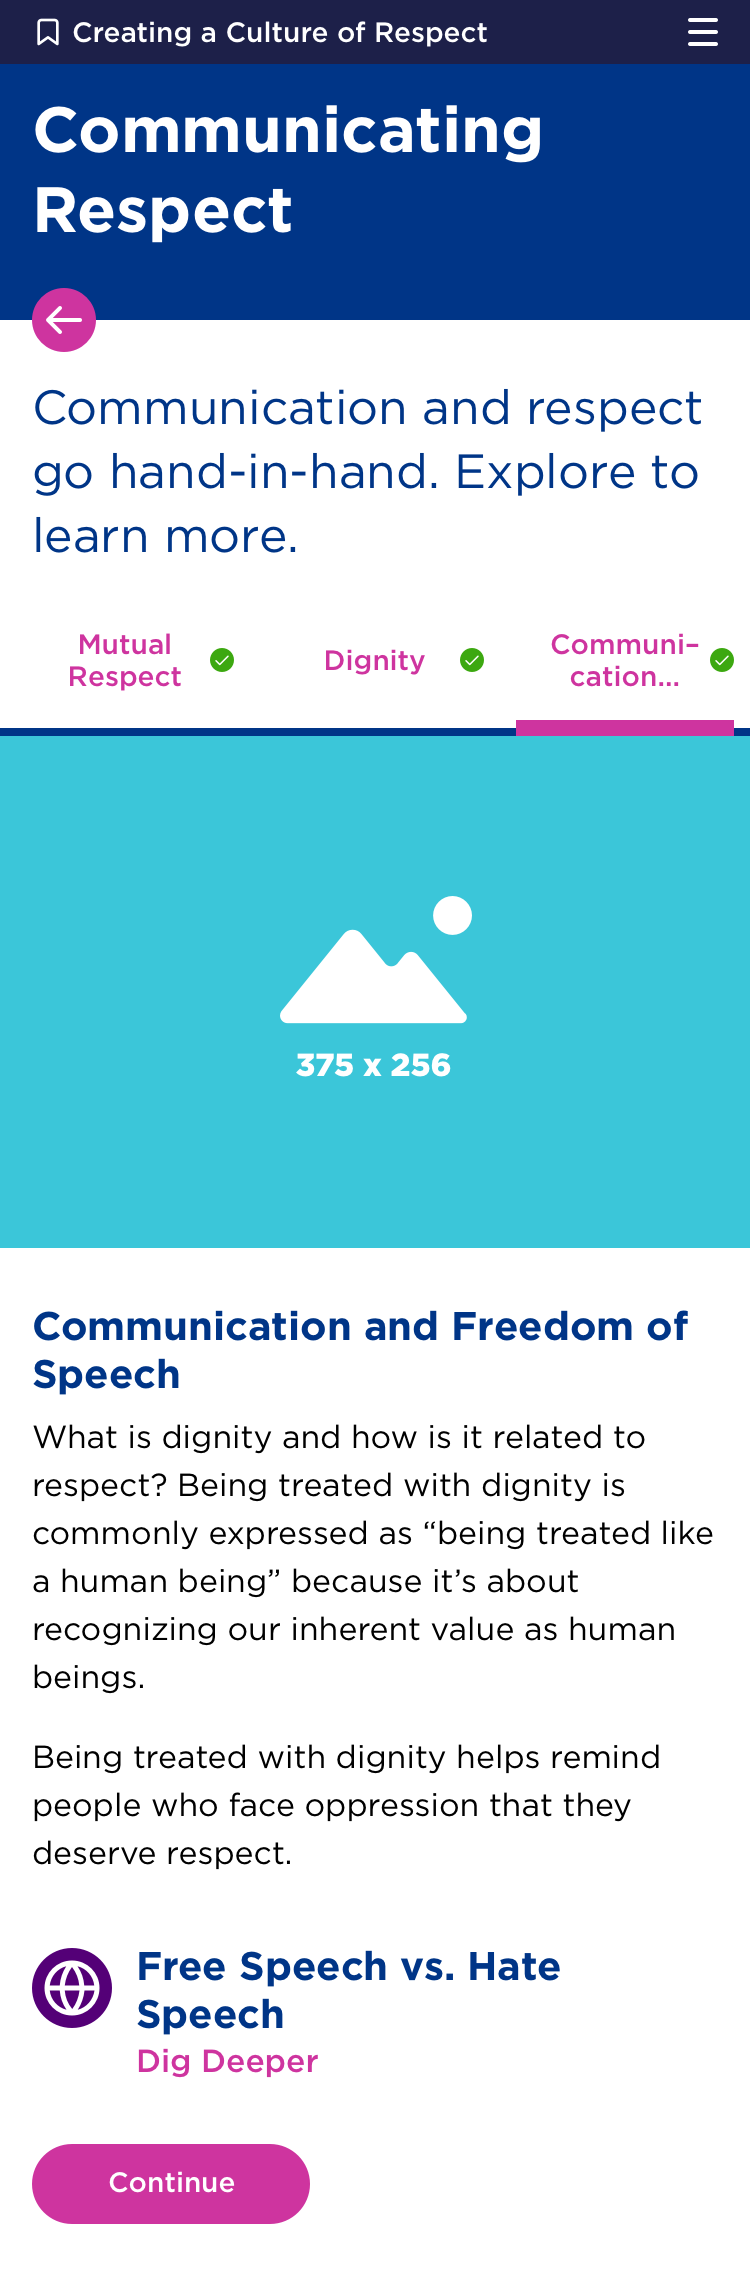 Creating a Culture of Respect
Communicating
Respect
Communication and respect
go hand-in-hand. Explore to
learn more.
Mutual
Respect
Dignity
Communi–
cation...
375 x 256
Communication and Freedom of
Speech
What is dignity and how is it related to
respect? Being treated with dignity is
commonly expressed as “being treated like
a human being” because it’s about
recognizing our inherent value as human
beings.
Being treated with dignity helps remind
people who face oppression that they
deserve respect.
Free Speech vs. Hate
Speech
Dig Deeper
Continue